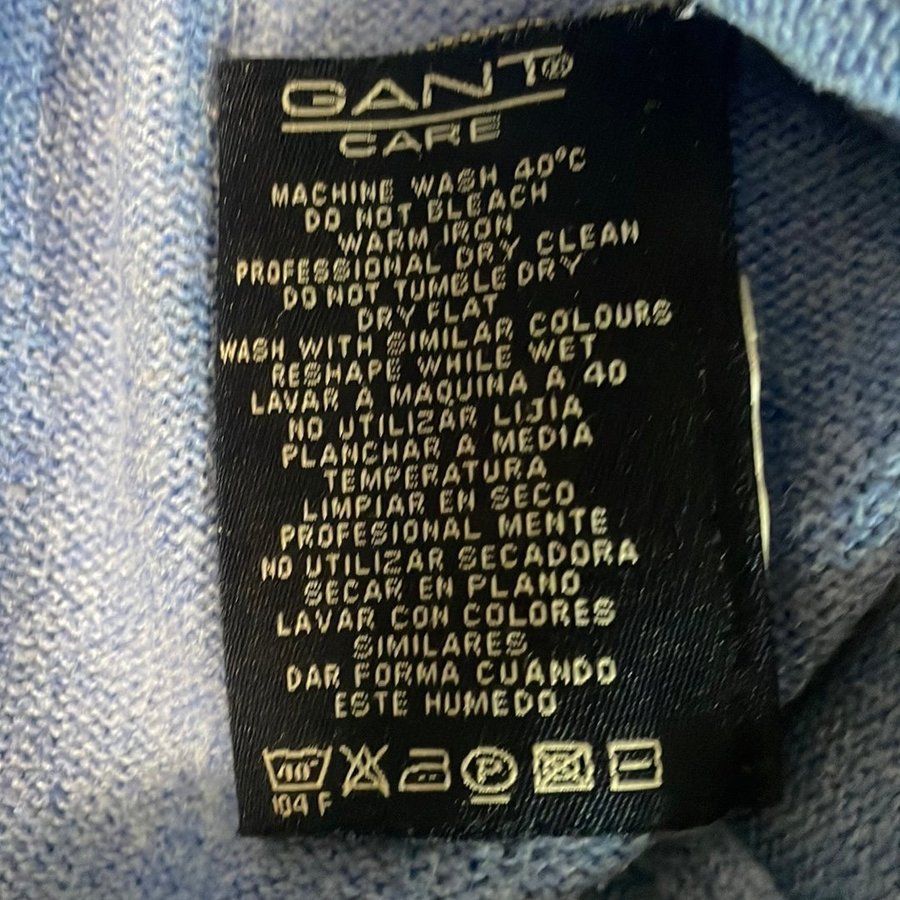 GANT®
CARE
MACHINE WASH 40°C
DO NOT BLEACH
WARM IRON
PROFESSIONAL DRY CLEAN
DO NOT TUMBLE DRY
DRY FLAT
WASH WITH SIMILAR COLOURS
RESHAPE WHILE WET
LAVAR A MAQUINA A 40
NO UTILIZAR LIJIA
PLANCHAR A MEDIA
TEMPERATURA
LIMPIAR EN SECO
PROFESIONAL MENTE
NO UTILIZAR SECADORA
SECAR EN PLANO
LAVAR CON COLORES
SIMILARES
DAR FORMA CUANDO
ESTE HUMEDO
40° P
104 F